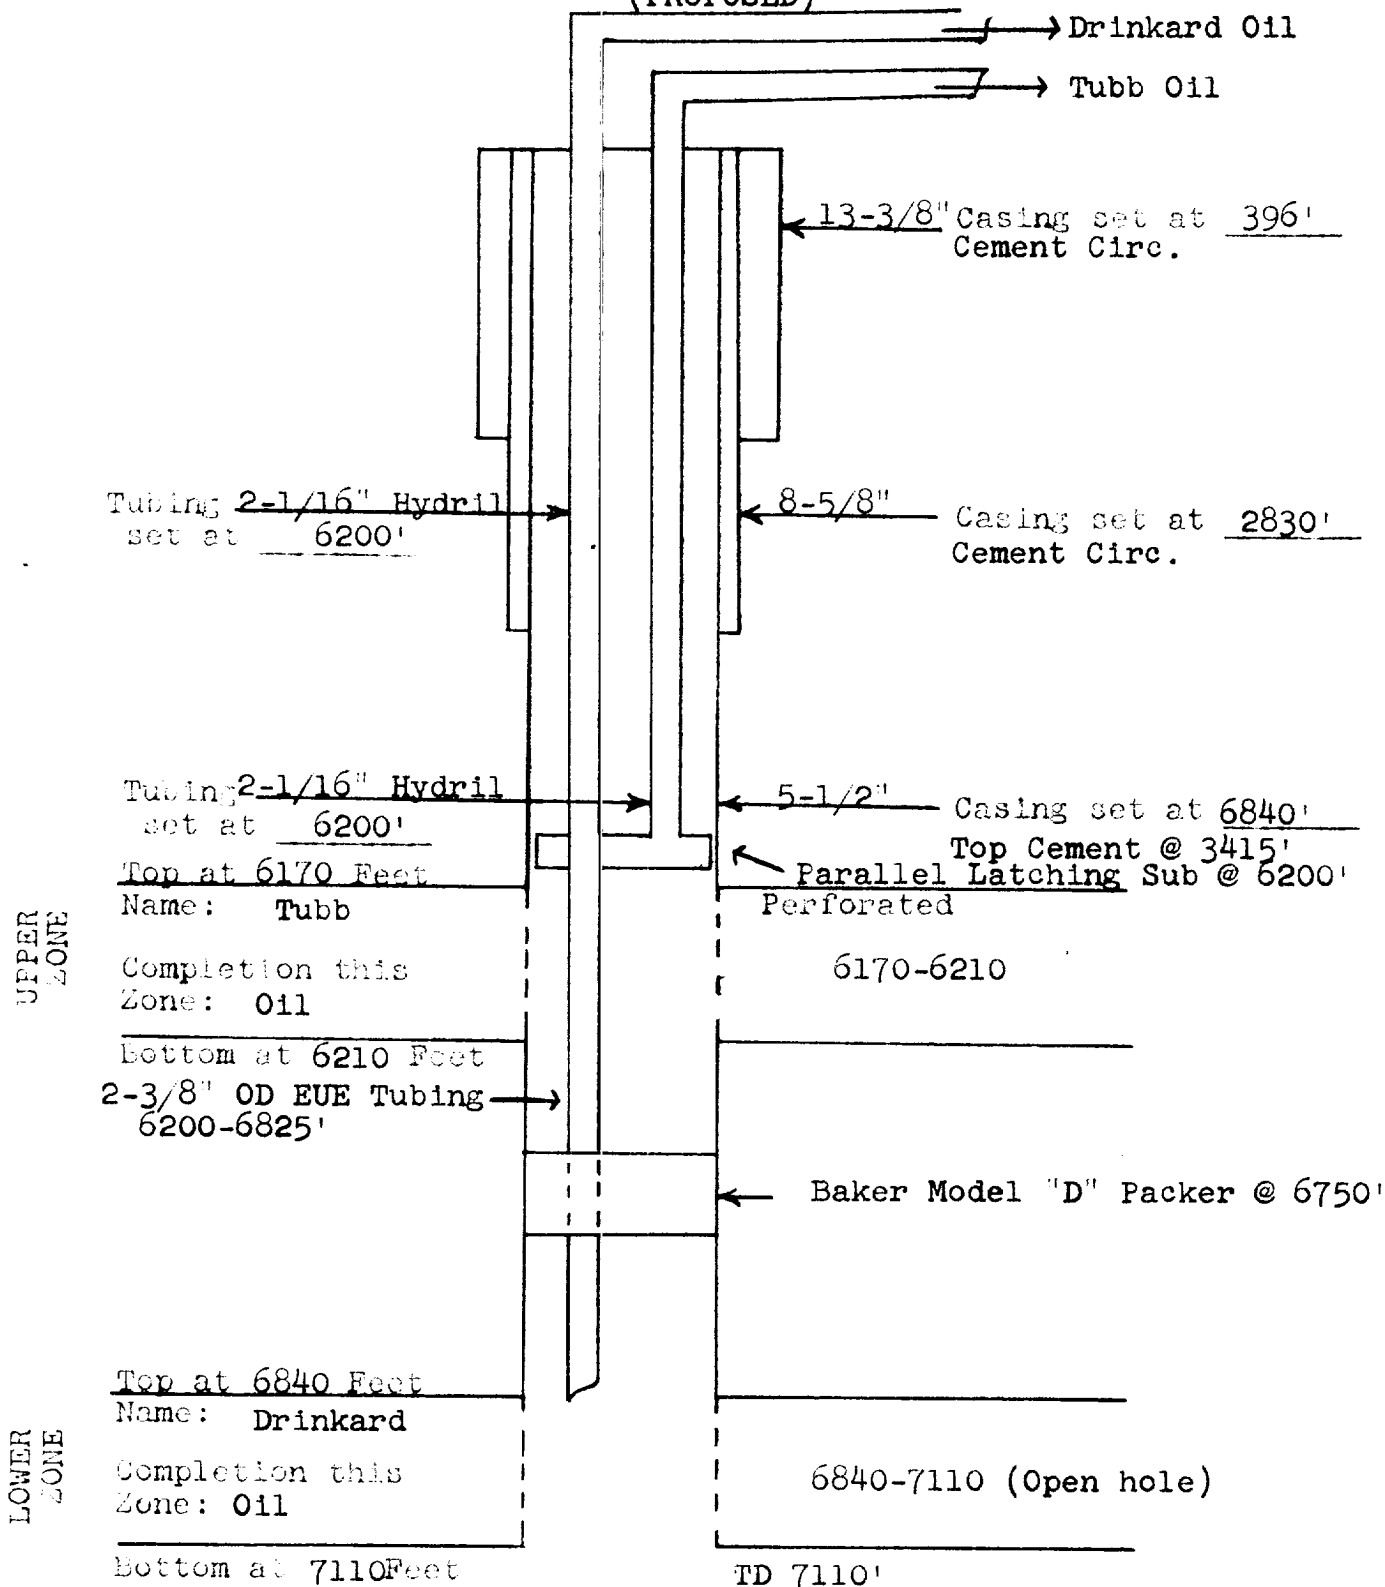 (PROPOSED)
Drinkard Oil
Tubb Oil
13-3/8" Casing set at 396'
Cement Circ.
Tubing 2-1/16" Hydril
set at 6200'
8-5/8" Casing set at 2830'
Cement Circ.
Tubing 2-1/16" Hydril
set at 6200'
5-1/2" Casing set at 6840'
Top Cement @ 3415'
Parallel Latching Sub @ 6200'
UPPER
ZONE
Top at 6170 Feet
Name: Tubb
Perforated
Completion this
Zone: Oil
6170-6210
Bottom at 6210 Feet
2-3/8" OD EUE Tubing
6200-6825'
Baker Model "D" Packer @ 6750'
LOWER
ZONE
Top at 6840 Feet
Name: Drinkard
Completion this
Zone: Oil
6840-7110 (Open hole)
Bottom at 7110Feet
TD 7110'